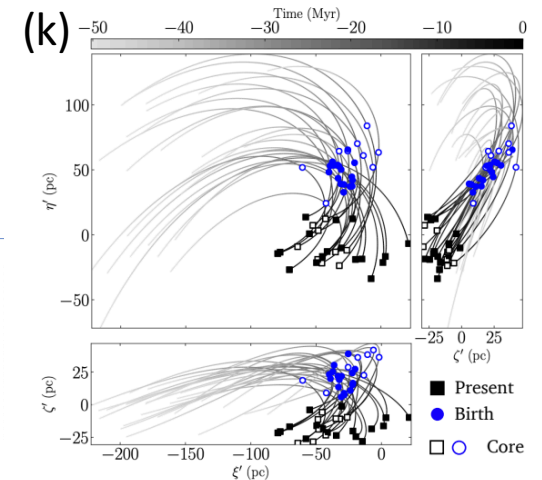 (k)
Time (Myr)
−50 −40 −30 −20 −10 0
100
50
0
−50
η′ (pc)
−25 0 25
ζ′ (pc)
25
0
−25
ζ′ (pc)
−200 −150 −100 −50 0
ξ′ (pc)
Present
Birth
Core